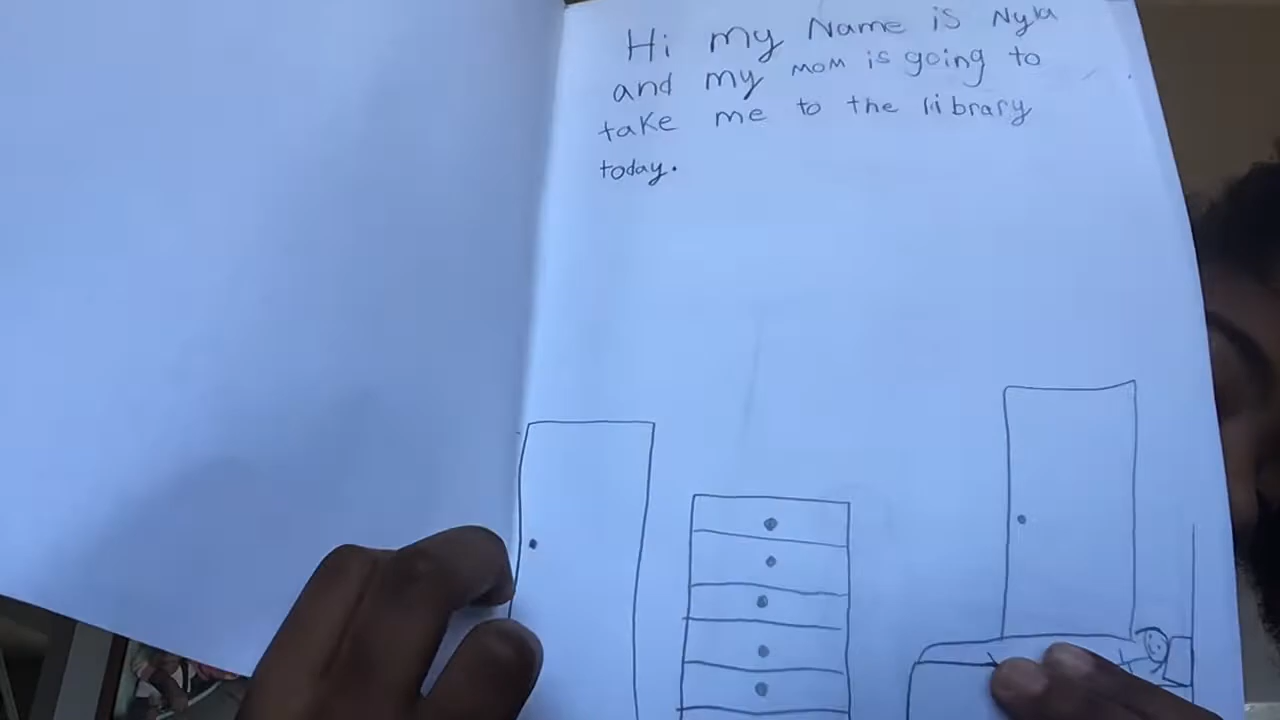 Hi my Name is Nyla
and my mom is going to
take me to the library
today.